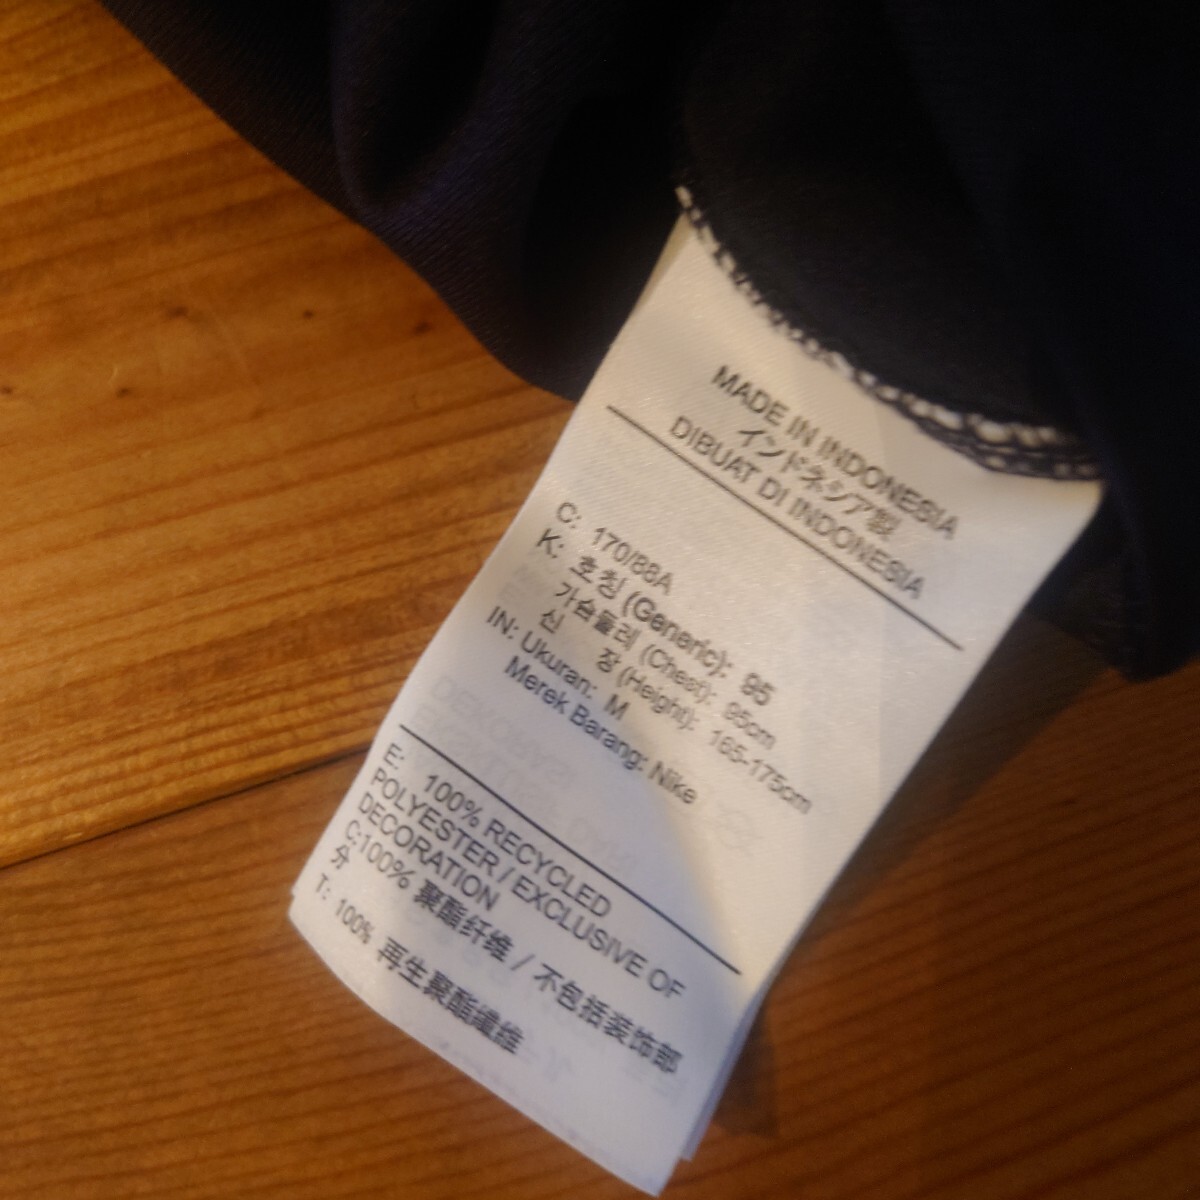 MADE IN INDONESIA
インドネシア製
DIBUAT DI INDONESIA
C: 170/88A
K: 호칭 (Generic): 95
가슴둘레 (Chest): 95cm
신 장 (Height): 165-175cm
IN: Ukuran: M
Merek Barang: Nike
E: 100% RECYCLED
POLYESTER / EXCLUSIVE OF
DECORATION
C:100% 聚酯纤维 / 不包括装饰部
分
T: 100% 再生聚酯纖維